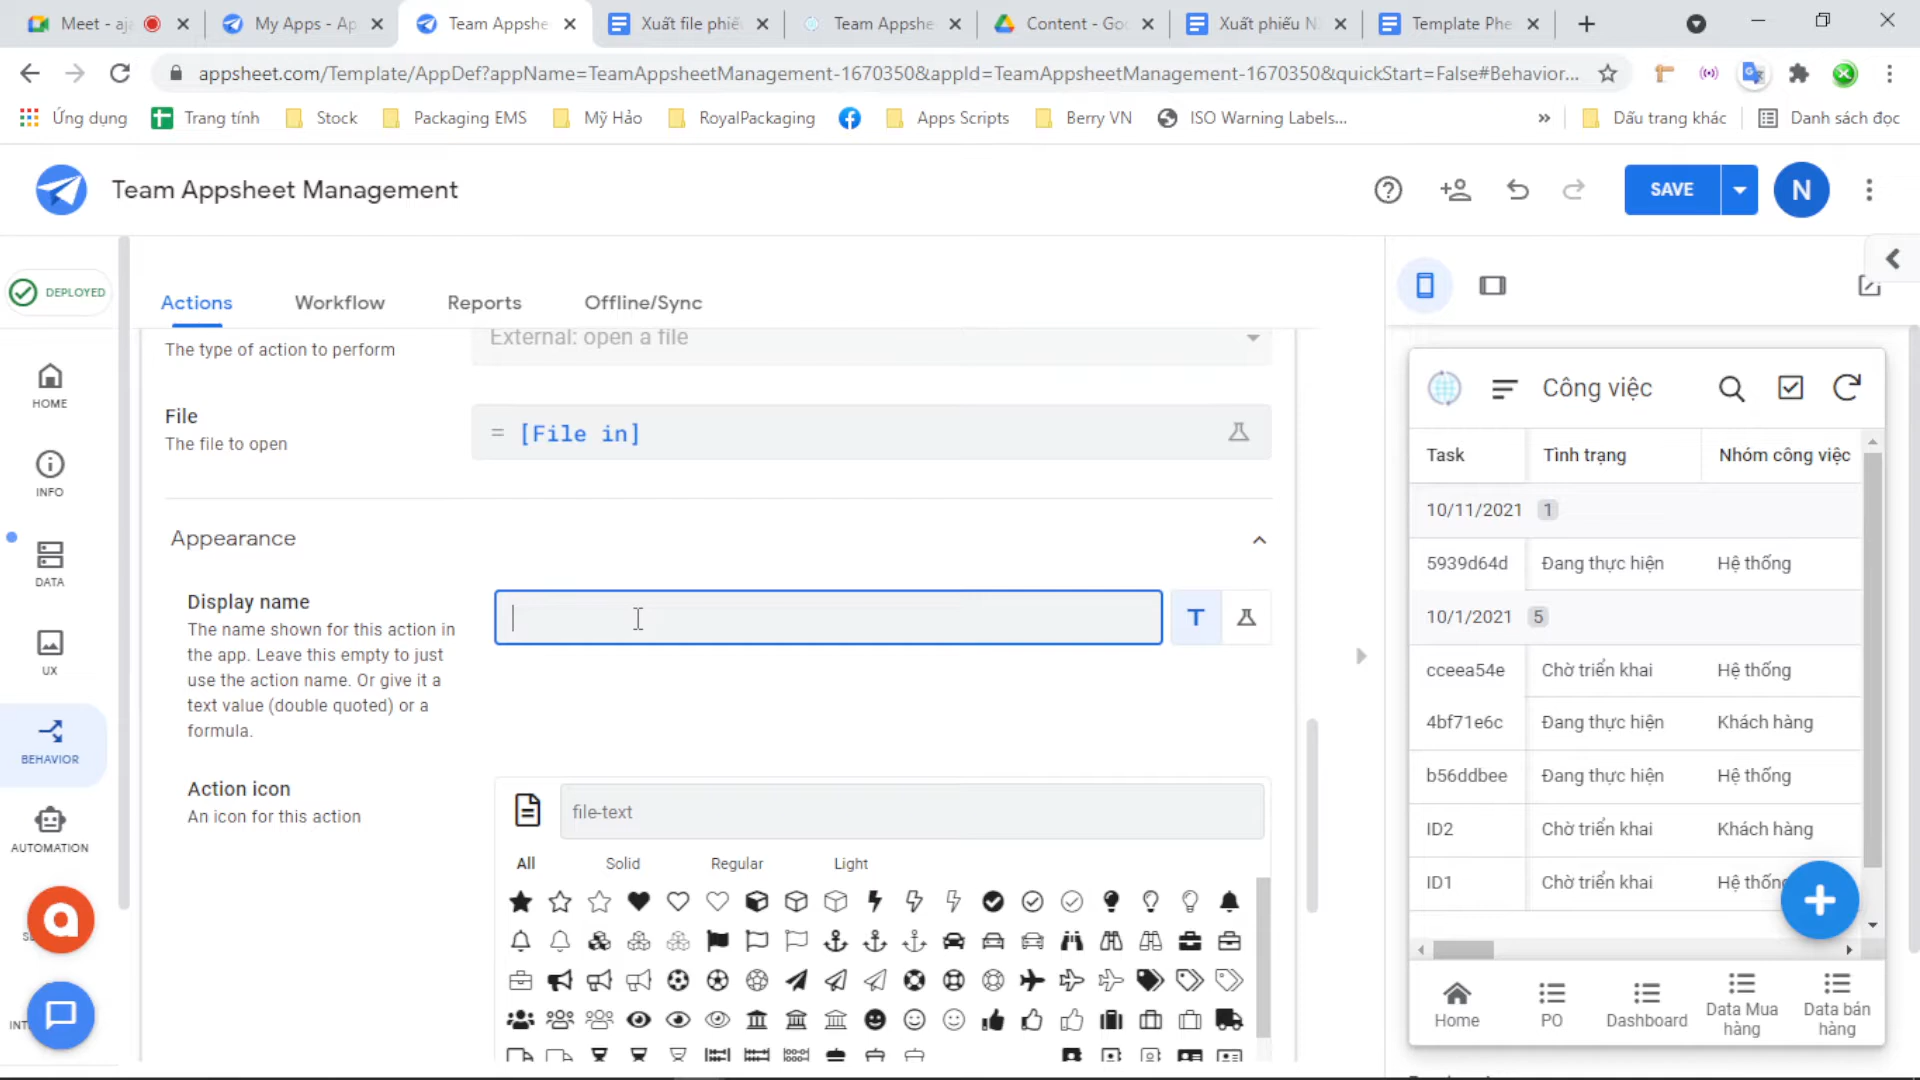 Meet - aja
My Apps - Ap
Team Appshe
Xuất file phiế
Team Appshe
Content - Goo
Xuất phiếu N
Template Phe
appsheet.com/Template/AppDef?appName=TeamAppsheetManagement-1670350&appId=TeamAppsheetManagement-1670350&quickStart=False#Behavior...
Ứng dụng
Trang tính
Stock
Packaging EMS
Mỹ Hảo
RoyalPackaging
Apps Scripts
Berry VN
ISO Warning Labels...
»
Dấu trang khác
Danh sách đọc
Team Appsheet Management
SAVE
N
DEPLOYED
Actions
Workflow
Reports
Offline/Sync
HOME
INFO
DATA
UX
BEHAVIOR
AUTOMATION
INT
The type of action to perform
External: open a file
File
The file to open
= [File in]
Appearance
Display name
The name shown for this action in
the app. Leave this empty to just
use the action name. Or give it a
text value (double quoted) or a
formula.
T
Action icon
An icon for this action
file-text
All
Solid
Regular
Light
Công việc
Task
Tình trạng
Nhóm công việc
10/11/2021 1
5939d64d
Đang thực hiện
Hệ thống
10/1/2021 5
cceea54e
Chờ triển khai
Hệ thống
4bf71e6c
Đang thực hiện
Khách hàng
b56ddbee
Đang thực hiện
Hệ thống
ID2
Chờ triển khai
Khách hàng
ID1
Chờ triển khai
Hệ thống
Home
PO
Dashboard
Data Mua
hàng
Data bán
hàng